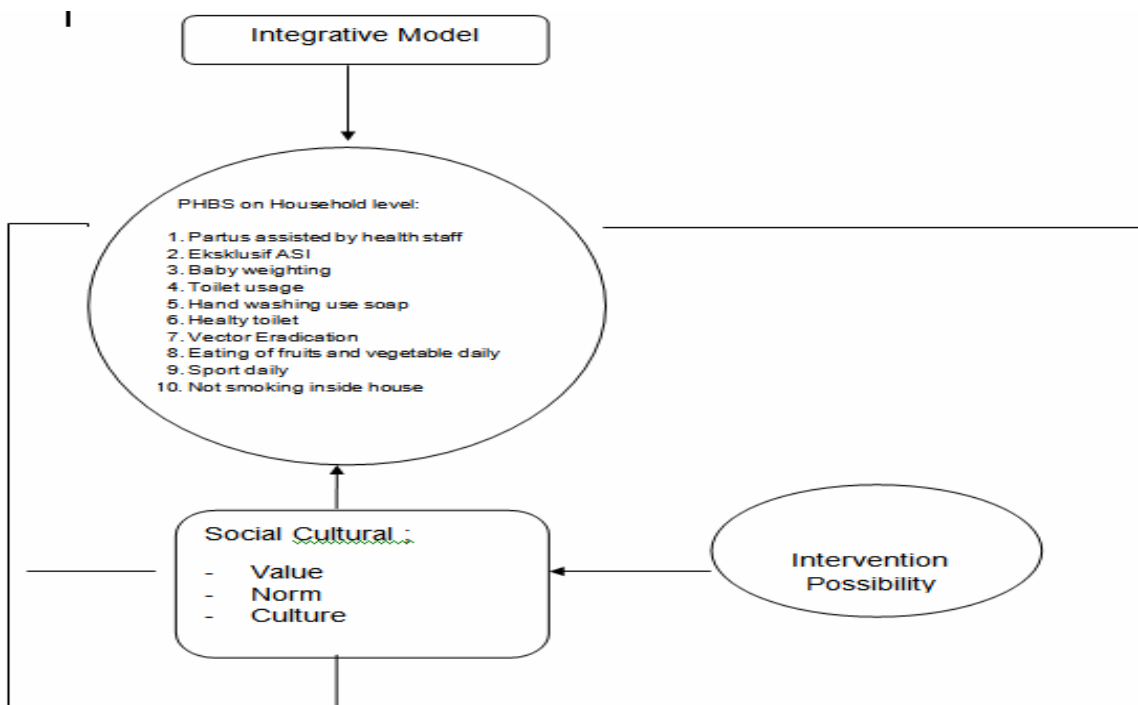 Integrative Model
PHBS on Household level:
1. Partus assisted by health staff
2. Eksklusif ASI
3. Baby weighting
4. Toilet usage
5. Hand washing use soap
6. Healty toilet
7. Vector Eradication
8. Eating of fruits and vegetable daily
9. Sport daily
10. Not smoking inside house
Social Cultural ;
- Value
- Norm
- Culture
Intervention
Possibility